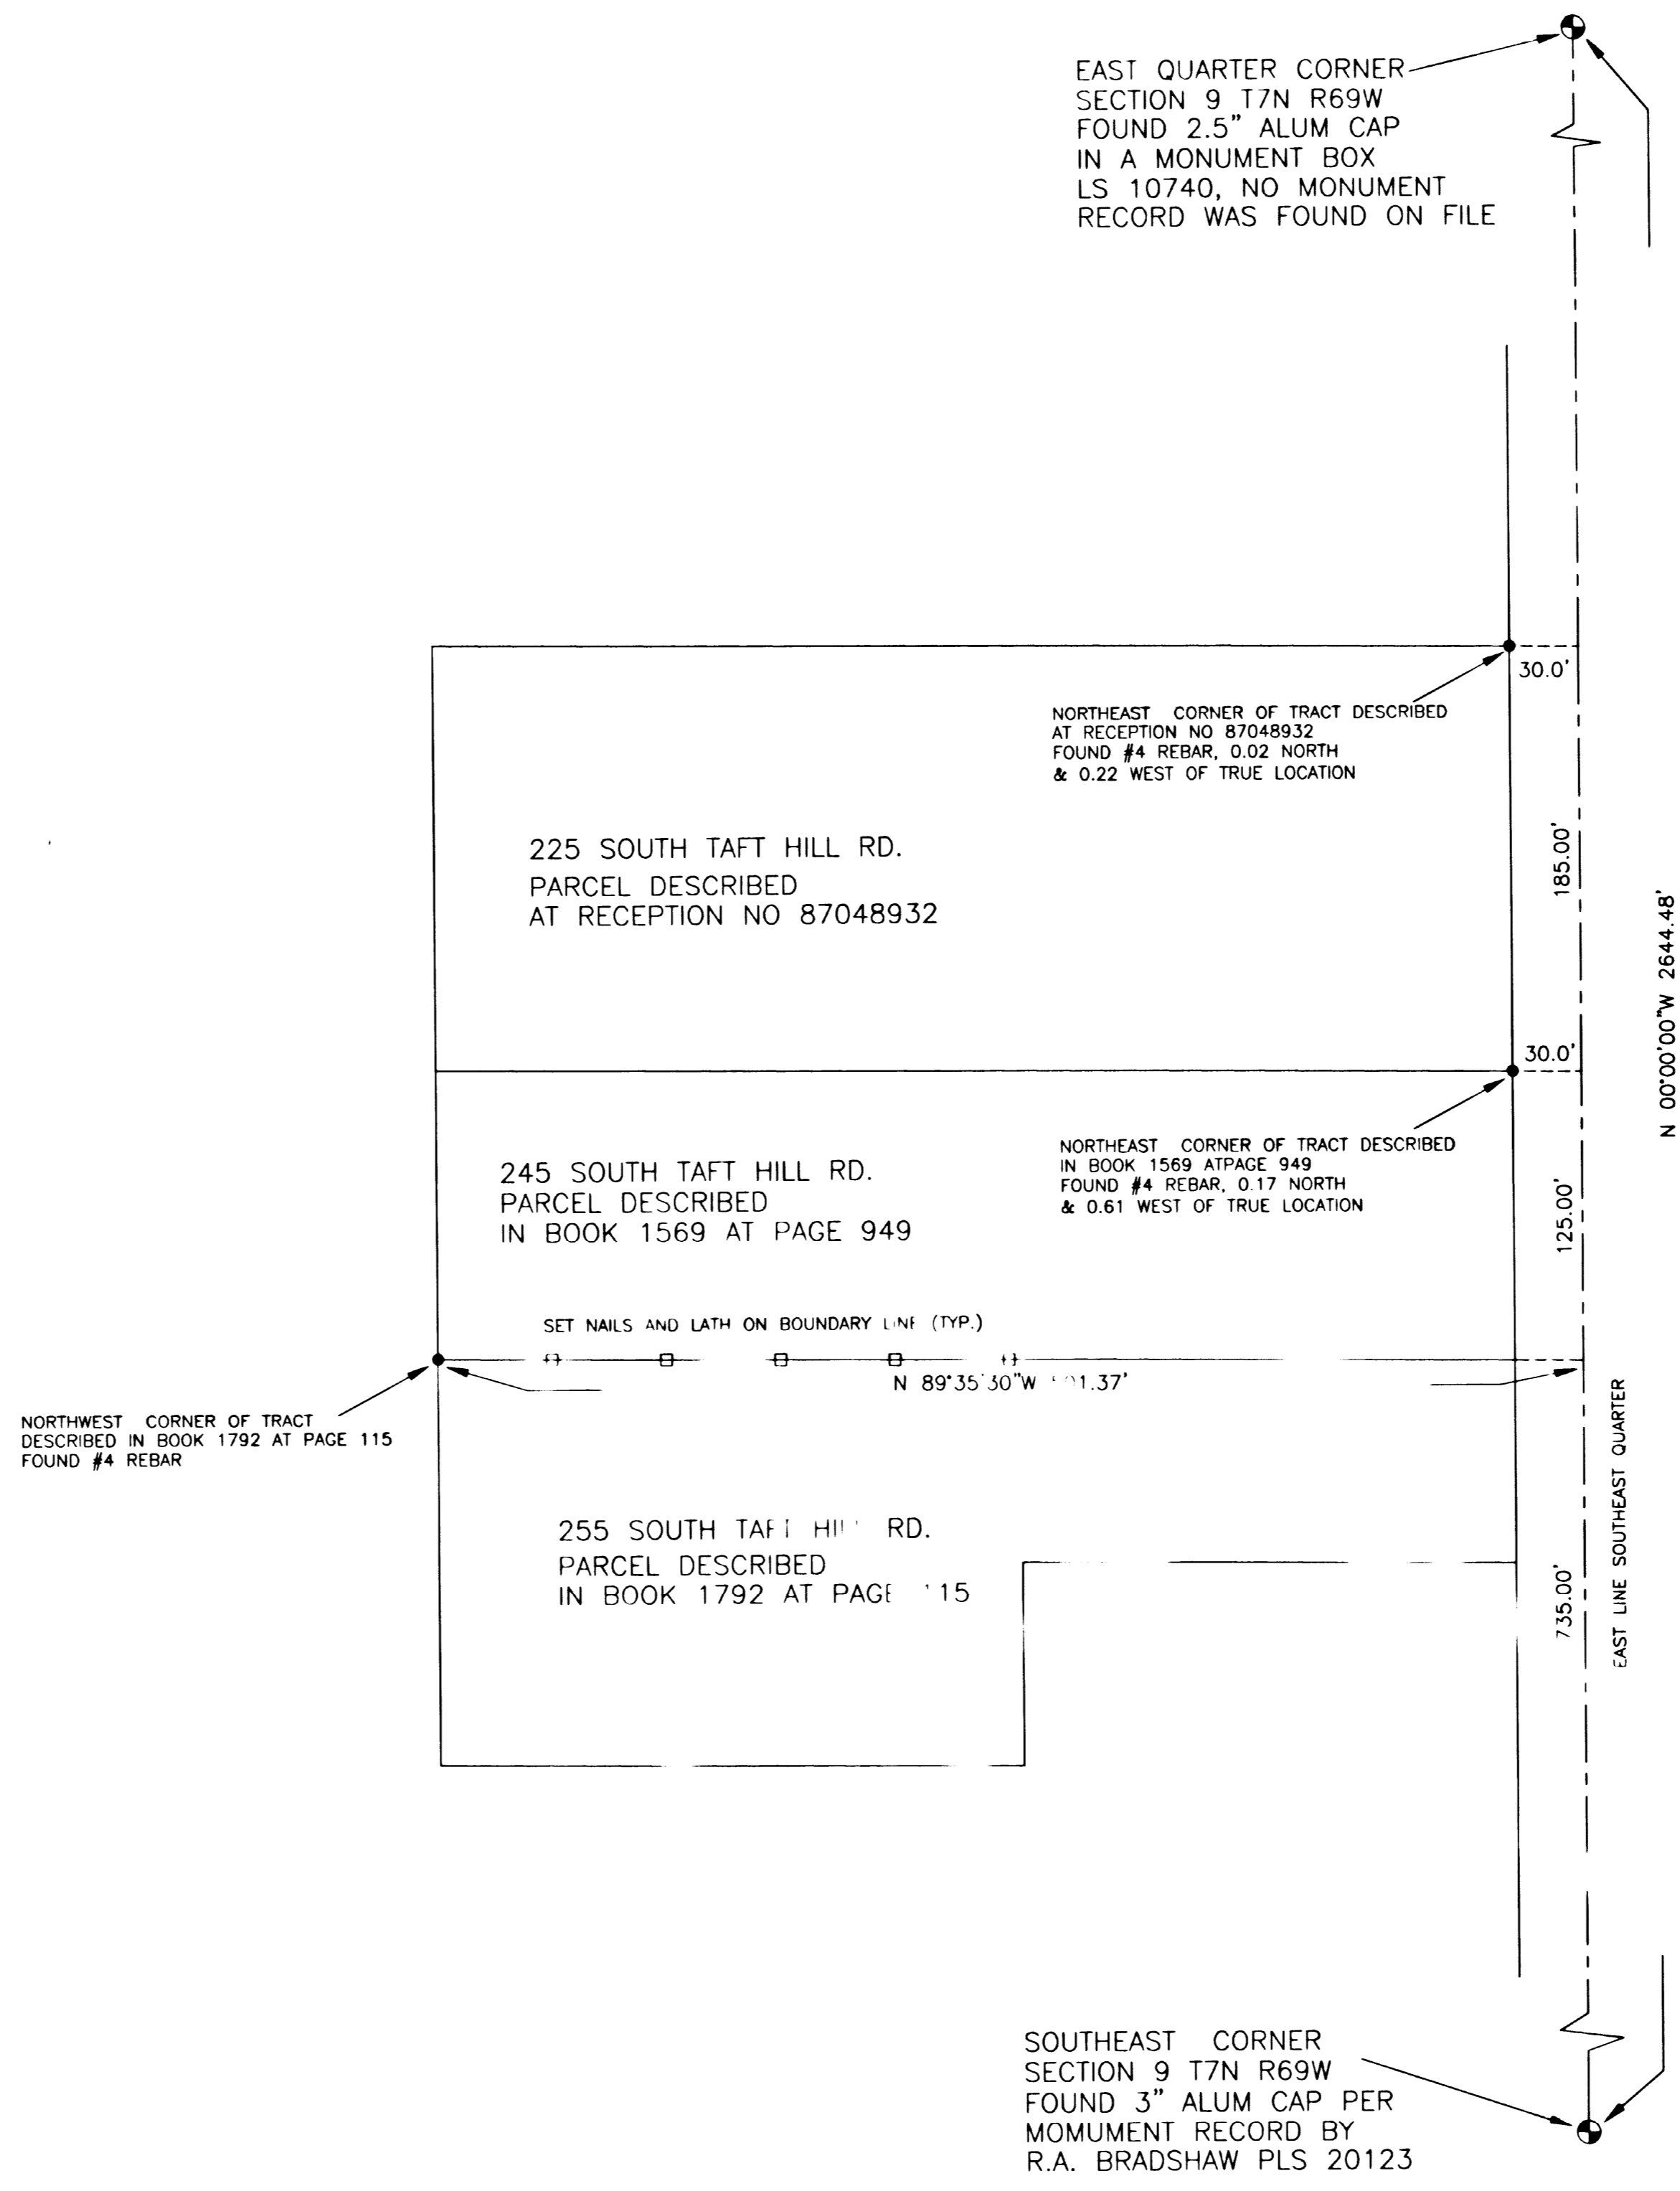 EAST QUARTER CORNER
SECTION 9 T7N R69W
FOUND 2.5" ALUM CAP
IN A MONUMENT BOX
LS 10740, NO MONUMENT
RECORD WAS FOUND ON FILE
30.0'
NORTHEAST CORNER OF TRACT DESCRIBED
AT RECEPTION NO 87048932
FOUND #4 REBAR, 0.02 NORTH
& 0.22 WEST OF TRUE LOCATION
225 SOUTH TAFT HILL RD.
PARCEL DESCRIBED
AT RECEPTION NO 87048932
185.00'
N 00°00'00"W 2644.48'
30.0'
NORTHEAST CORNER OF TRACT DESCRIBED
IN BOOK 1569 ATPAGE 949
FOUND #4 REBAR, 0.17 NORTH
& 0.61 WEST OF TRUE LOCATION
245 SOUTH TAFT HILL RD.
PARCEL DESCRIBED
IN BOOK 1569 AT PAGE 949
125.00'
SET NAILS AND LATH ON BOUNDARY LINE (TYP.)
N 89°35'30"W
NORTHWEST CORNER OF TRACT
DESCRIBED IN BOOK 1792 AT PAGE 115
FOUND #4 REBAR
EAST LINE SOUTHEAST QUARTER
255 SOUTH TAFT HILL RD.
PARCEL DESCRIBED
IN BOOK 1792 AT PAGE 115
735.00'
SOUTHEAST CORNER
SECTION 9 T7N R69W
FOUND 3" ALUM CAP PER
MOMUMENT RECORD BY
R.A. BRADSHAW PLS 20123